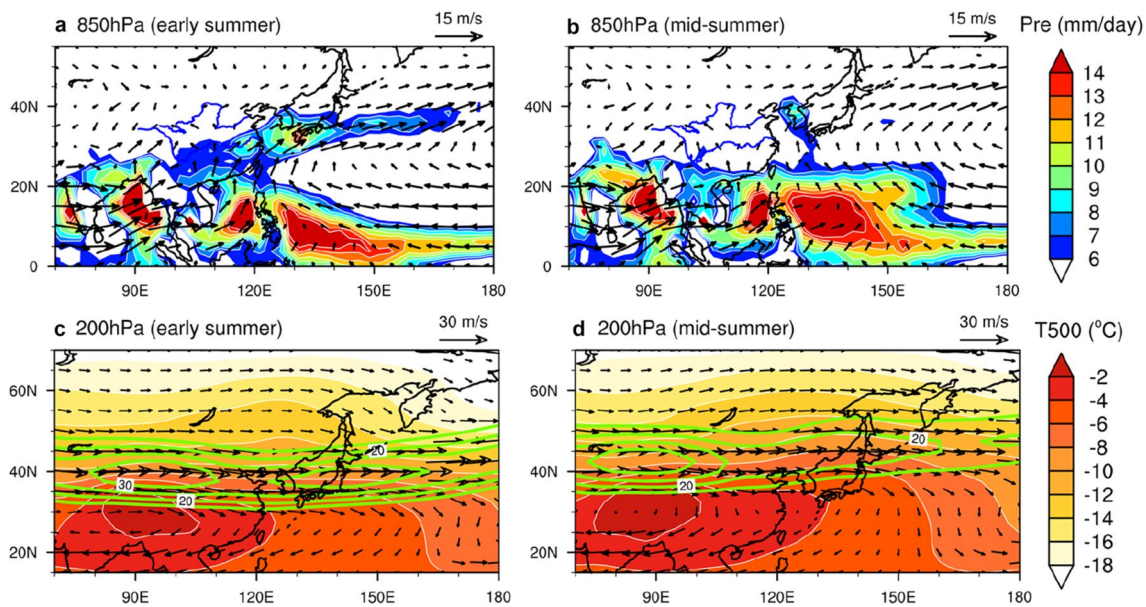 a 850hPa (early summer) 15 m/s
b 850hPa (mid-summer) 15 m/s
Pre (mm/day)
40N
20N
0
90E 120E 150E 180
90E 120E 150E 180
14
13
12
11
10
9
8
7
6
c 200hPa (early summer) 30 m/s
d 200hPa (mid-summer) 30 m/s
T500 (°C)
60N
40N
20N
20
30
20
90E 120E 150E 180
60N
40N
20N
20
20
90E 120E 150E 180
-2
-4
-6
-8
-10
-12
-14
-16
-18